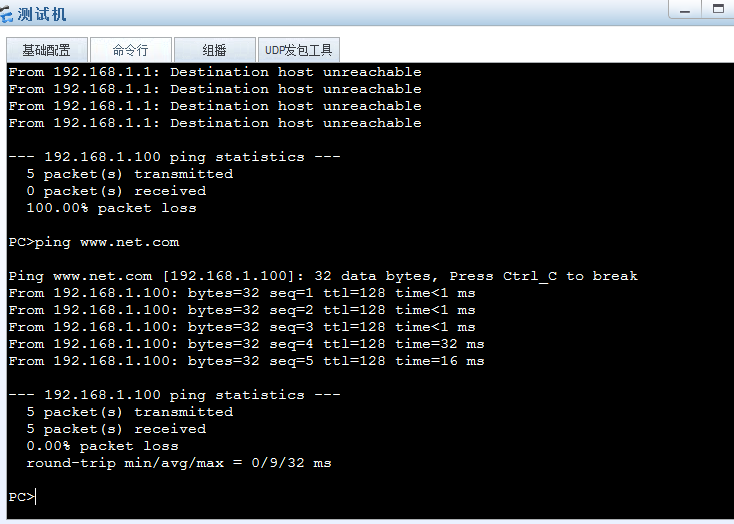 测试机
基础配置 命令行 组播 UDP发包工具
From 192.168.1.1: Destination host unreachable
From 192.168.1.1: Destination host unreachable
From 192.168.1.1: Destination host unreachable
From 192.168.1.1: Destination host unreachable
--- 192.168.1.100 ping statistics ---
5 packet(s) transmitted
0 packet(s) received
100.00% packet loss
PC>ping www.net.com
Ping www.net.com [192.168.1.100]: 32 data bytes, Press Ctrl_C to break
From 192.168.1.100: bytes=32 seq=1 ttl=128 time<1 ms
From 192.168.1.100: bytes=32 seq=2 ttl=128 time<1 ms
From 192.168.1.100: bytes=32 seq=3 ttl=128 time<1 ms
From 192.168.1.100: bytes=32 seq=4 ttl=128 time=32 ms
From 192.168.1.100: bytes=32 seq=5 ttl=128 time=16 ms
--- 192.168.1.100 ping statistics ---
5 packet(s) transmitted
5 packet(s) received
0.00% packet loss
round-trip min/avg/max = 0/9/32 ms
PC>